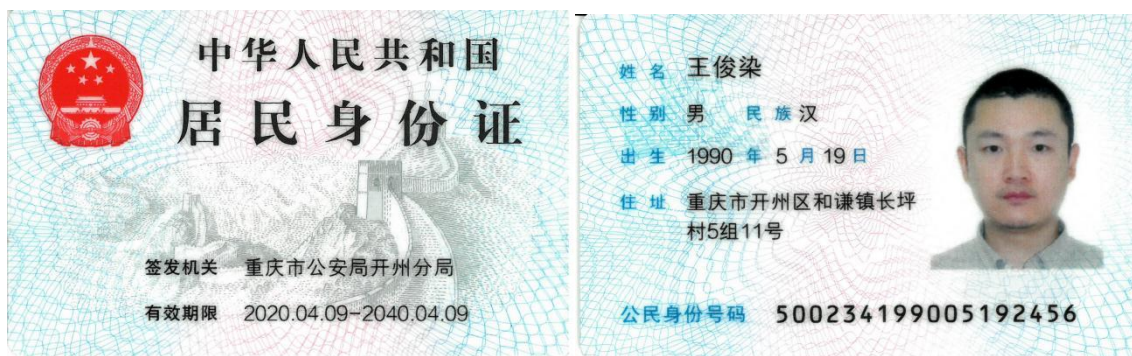 中华人民共和国
居民身份证
签发机关 重庆市公安局开州分局
有效期限 2020.04.09-2040.04.09
姓名 王俊染
性别 男 民族 汉
出生 1990 年 5 月 19 日
住址 重庆市开州区和谦镇长坪
村5组11号
公民身份号码 500234199005192456